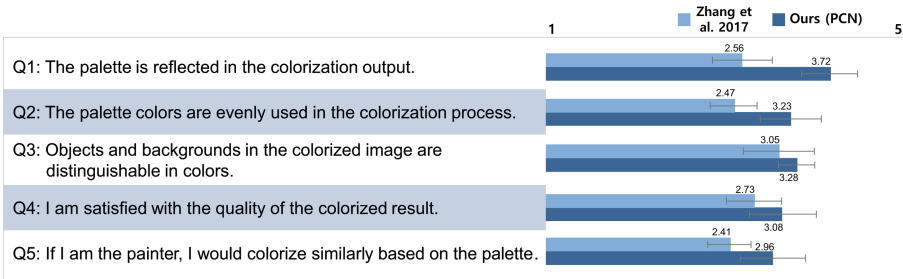 Zhang et
al. 2017
Ours (PCN)
1
5
Q1: The palette is reflected in the colorization output.
2.56
3.72
Q2: The palette colors are evenly used in the colorization process.
2.47
3.23
Q3: Objects and backgrounds in the colorized image are
distinguishable in colors.
3.05
3.28
Q4: I am satisfied with the quality of the colorized result.
2.73
3.08
Q5: If I am the painter, I would colorize similarly based on the palette.
2.41
2.96